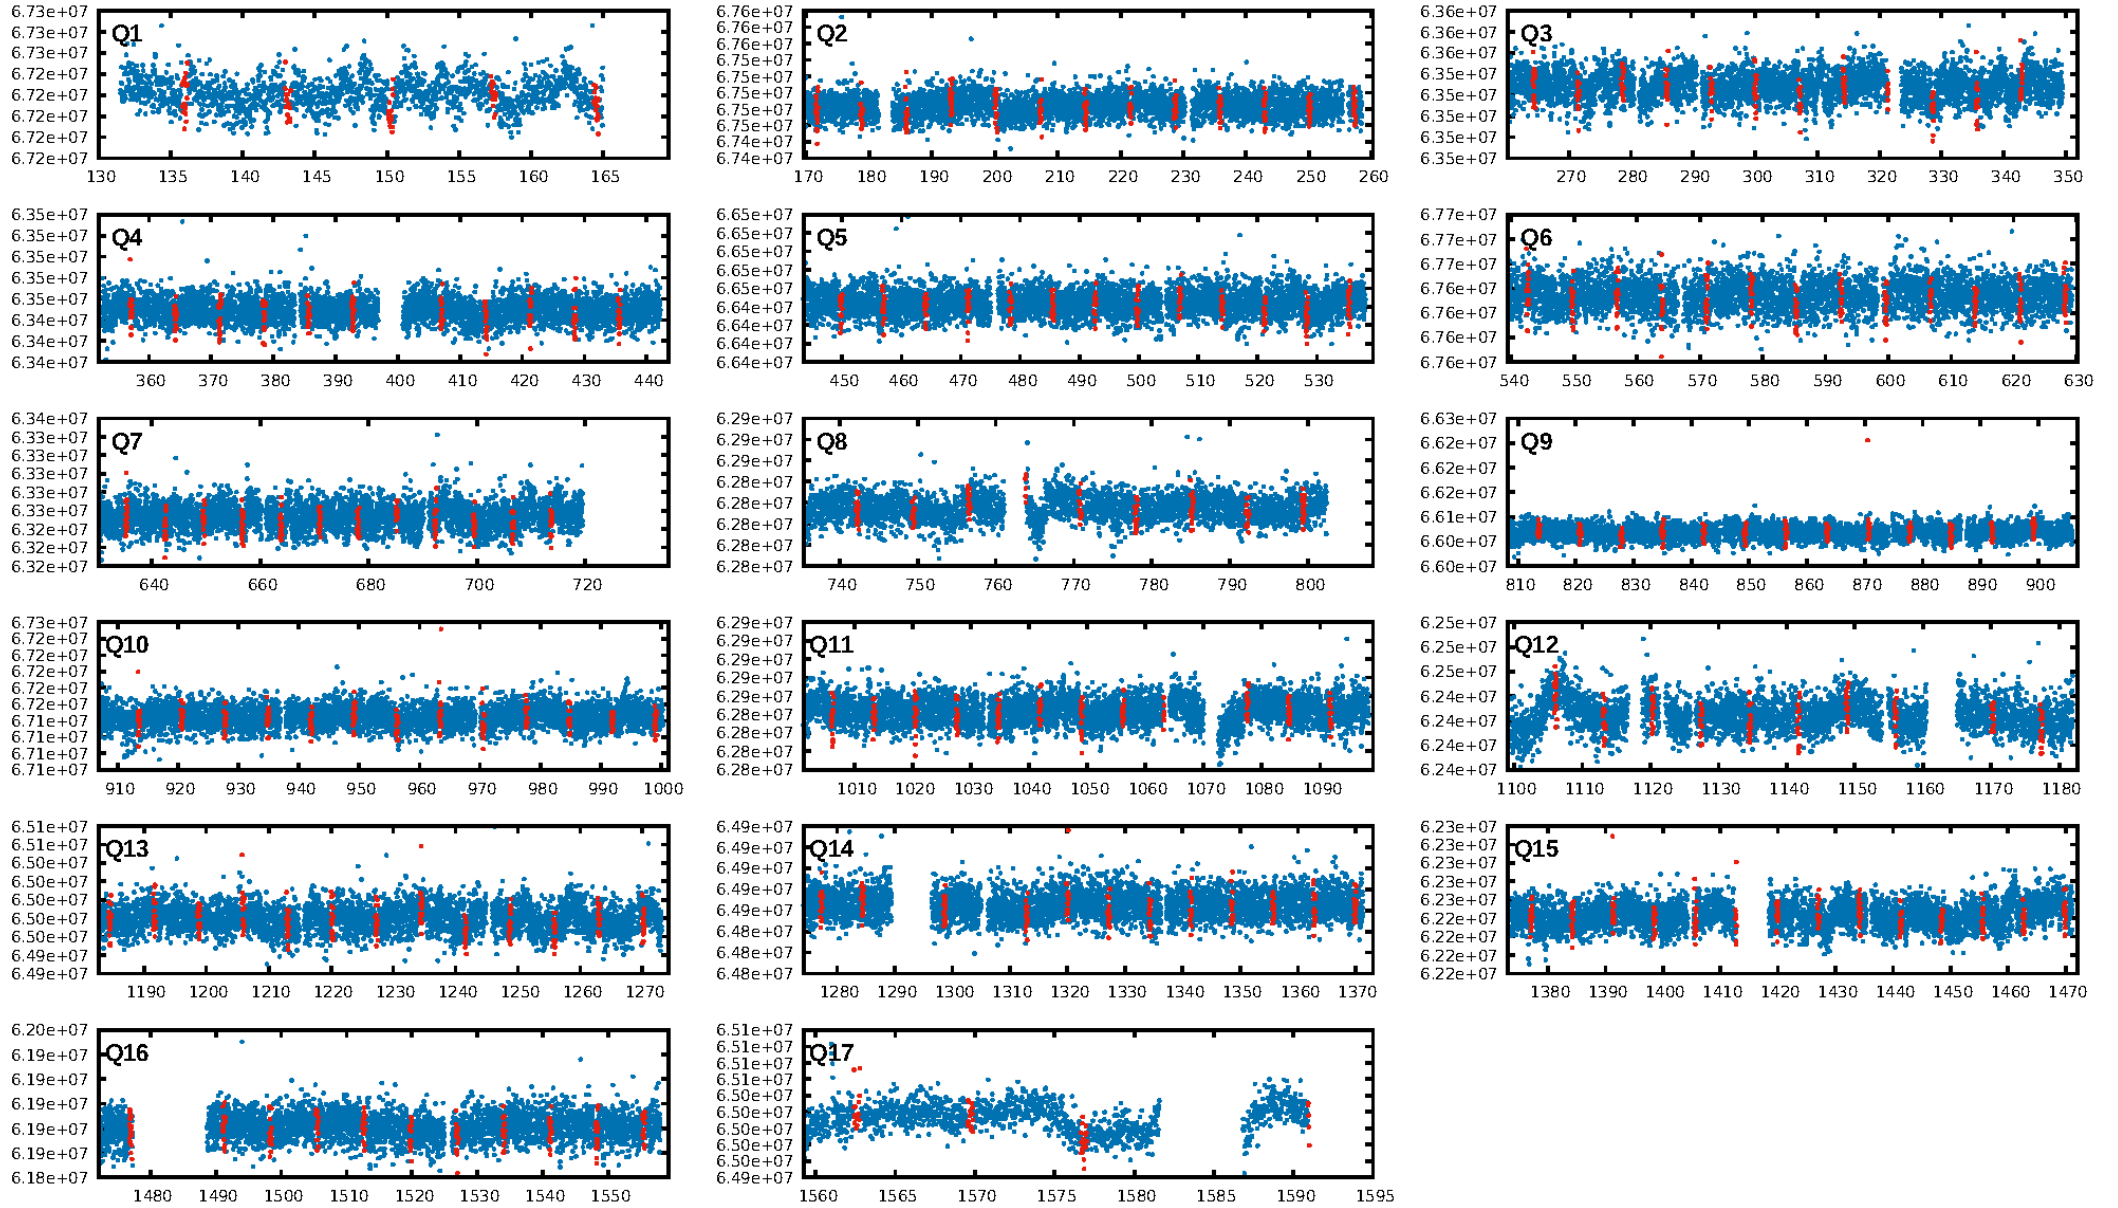 Q1
6.73e+07
6.73e+07
6.73e+07
6.72e+07
6.72e+07
6.72e+07
6.72e+07
6.72e+07
130 135 140 145 150 155 160 165
Q2
6.76e+07
6.76e+07
6.76e+07
6.75e+07
6.75e+07
6.75e+07
6.75e+07
6.75e+07
6.74e+07
6.74e+07
170 180 190 200 210 220 230 240 250 260
Q3
6.36e+07
6.36e+07
6.36e+07
6.35e+07
6.35e+07
6.35e+07
6.35e+07
6.35e+07
270 280 290 300 310 320 330 340 350
Q4
6.35e+07
6.35e+07
6.35e+07
6.35e+07
6.35e+07
6.34e+07
6.34e+07
6.34e+07
360 370 380 390 400 410 420 430 440
Q5
6.65e+07
6.65e+07
6.65e+07
6.65e+07
6.65e+07
6.64e+07
6.64e+07
6.64e+07
6.64e+07
450 460 470 480 490 500 510 520 530
Q6
6.77e+07
6.77e+07
6.77e+07
6.76e+07
6.76e+07
6.76e+07
6.76e+07
540 550 560 570 580 590 600 610 620 630
Q7
6.34e+07
6.33e+07
6.33e+07
6.33e+07
6.33e+07
6.33e+07
6.32e+07
6.32e+07
6.32e+07
640 660 680 700 720
Q8
6.29e+07
6.29e+07
6.29e+07
6.28e+07
6.28e+07
6.28e+07
6.28e+07
6.28e+07
740 750 760 770 780 790 800
Q9
6.63e+07
6.62e+07
6.62e+07
6.62e+07
6.61e+07
6.60e+07
6.60e+07
810 820 830 840 850 860 870 880 890 900
Q10
6.73e+07
6.72e+07
6.72e+07
6.72e+07
6.72e+07
6.72e+07
6.71e+07
6.71e+07
6.71e+07
6.71e+07
910 920 930 940 950 960 970 980 990 1000
Q11
6.29e+07
6.29e+07
6.29e+07
6.29e+07
6.29e+07
6.28e+07
6.28e+07
6.28e+07
6.28e+07
1010 1020 1030 1040 1050 1060 1070 1080 1090
Q12
6.25e+07
6.25e+07
6.25e+07
6.24e+07
6.24e+07
6.24e+07
6.24e+07
1100 1110 1120 1130 1140 1150 1160 1170 1180
Q13
6.51e+07
6.51e+07
6.50e+07
6.50e+07
6.50e+07
6.50e+07
6.50e+07
6.49e+07
6.49e+07
1190 1200 1210 1220 1230 1240 1250 1260 1270
Q14
6.49e+07
6.49e+07
6.49e+07
6.49e+07
6.49e+07
6.48e+07
6.48e+07
6.48e+07
1280 1290 1300 1310 1320 1330 1340 1350 1360 1370
Q15
6.23e+07
6.23e+07
6.23e+07
6.23e+07
6.23e+07
6.22e+07
6.22e+07
6.22e+07
6.22e+07
1380 1390 1400 1410 1420 1430 1440 1450 1460 1470
Q16
6.20e+07
6.19e+07
6.19e+07
6.19e+07
6.19e+07
6.19e+07
6.18e+07
1480 1490 1500 1510 1520 1530 1540 1550
Q17
6.51e+07
6.51e+07
6.51e+07
6.51e+07
6.50e+07
6.50e+07
6.50e+07
6.50e+07
6.50e+07
6.49e+07
1560 1565 1570 1575 1580 1585 1590 1595